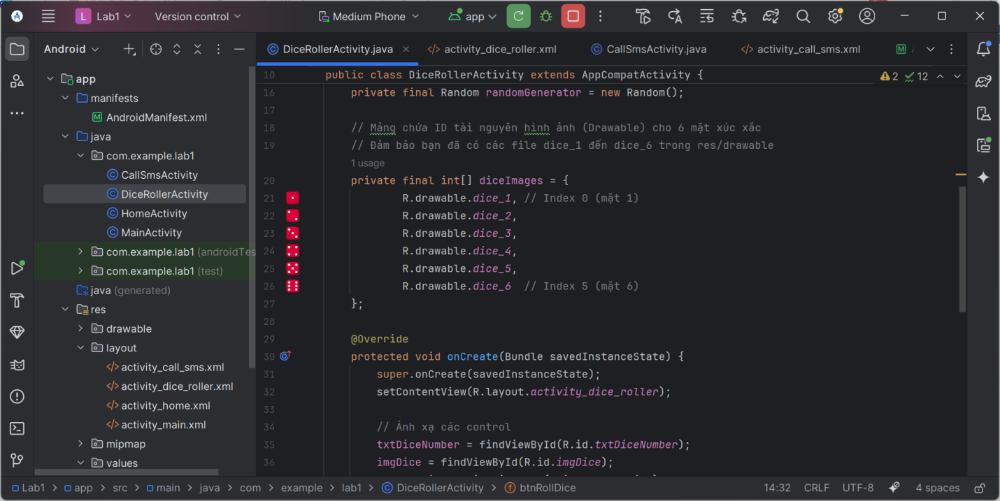 L Lab1 Version control Medium Phone app
Android
DiceRollerActivity.java activity_dice_roller.xml CallSmsActivity.java activity_call_sms.xml M
app
manifests
AndroidManifest.xml
java
com.example.lab1
CallSmsActivity
DiceRollerActivity
HomeActivity
MainActivity
com.example.lab1 (androidTes
com.example.lab1 (test)
java (generated)
res
drawable
layout
activity_call_sms.xml
activity_dice_roller.xml
activity_home.xml
activity_main.xml
mipmap
values
10 public class DiceRollerActivity extends AppCompatActivity { 2 12
16 private final Random randomGenerator = new Random();
17
18 // Mảng chứa ID tài nguyên hình ảnh (Drawable) cho 6 mặt xúc xắc
19 // Đảm bảo bạn đã có các file dice_1 đến dice_6 trong res/drawable
1 usage
20 private final int[] diceImages = {
21 R.drawable.dice_1, // Index 0 (mặt 1)
22 R.drawable.dice_2,
23 R.drawable.dice_3,
24 R.drawable.dice_4,
25 R.drawable.dice_5,
26 R.drawable.dice_6 // Index 5 (mặt 6)
27 };
28
29 @Override
30 protected void onCreate(Bundle savedInstanceState) {
31 super.onCreate(savedInstanceState);
32 setContentView(R.layout.activity_dice_roller);
33
34 // Ánh xạ các control
35 txtDiceNumber = findViewById(R.id.txtDiceNumber);
36 imgDice = findViewById(R.id.imgDice);
Lab1 > app > src > main > java > com > example > lab1 > DiceRollerActivity > btnRollDice 14:32 CRLF UTF-8 4 spaces